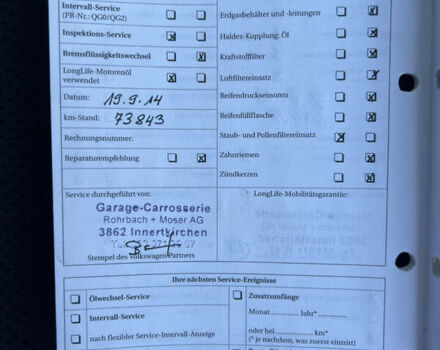 Intervall-Service
(PR-Nr.: QG0/QG2)
Inspektions-Service
Bremsflüssigkeitswechsel
LongLife-Motorenöl
verwendet
Datum: 19.9.14
km-Stand: 73843
Rechnungsnummer:
Reparaturempfehlung
Erdgasbehälter und -leitungen
Haldex-Kupplung: Öl
Kraftstofffilter
Luftfiltereinsatz
Reifendrucksensoren
Reifenfüllflasche
Staub- und Pollenfiltereinsatz
Zahnriemen
Zündkerzen
Service durchgeführt von:
Garage-Carrosserie
Rohrbach + Moser AG
3862 Innertkirchen
Stempel des Volkswagen Partners
LongLife-Mobilitätsgarantie:
Ihre nächsten Service-Ereignisse
Ölwechsel-Service
Intervall-Service
nach flexibler Service-Intervall-Anzeige
Zusatzumfänge
Monat ............... Jahr* ...............
oder bei ............... km*
(* je nachdem, was zuerst eintritt)